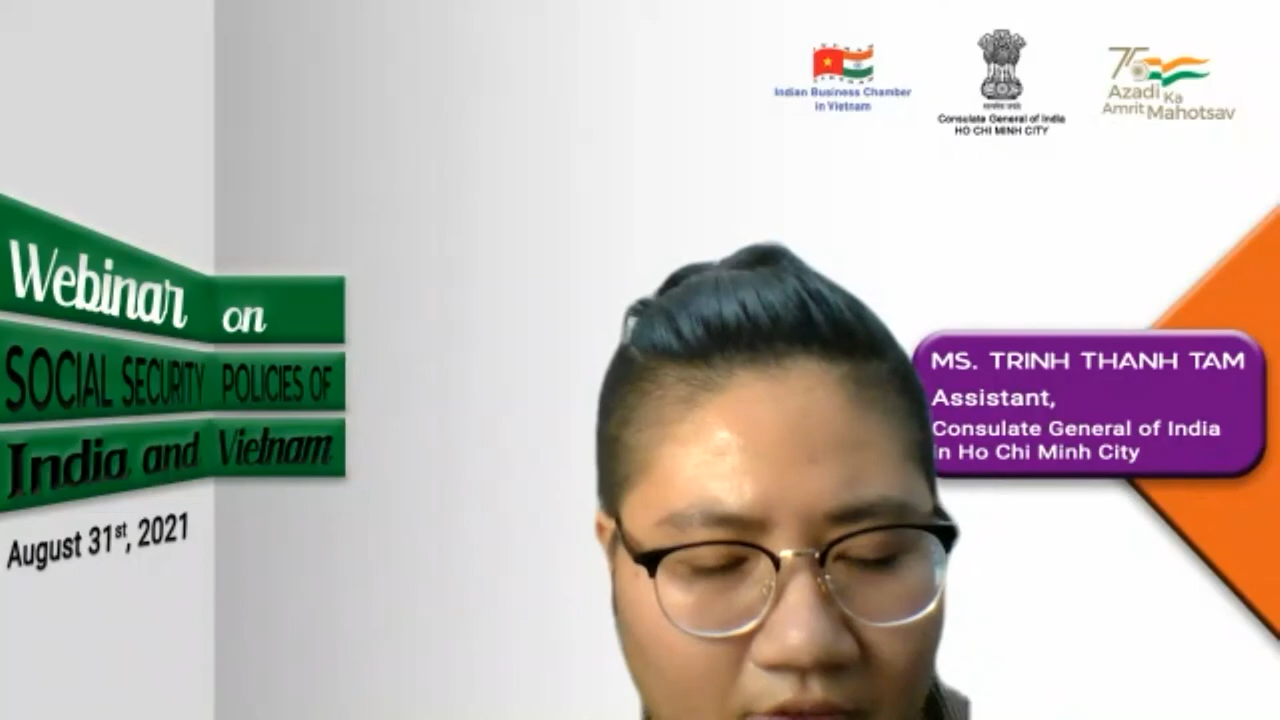 Indian Business Chamber
in Vietnam
Consulate General of India
HO CHI MINH CITY
75
Azadi Ka
Amrit Mahotsav
Webinar on
SOCIAL SECURITY POLICIES OF
India and Vietnam
August 31st, 2021
MS. TRINH THANH TAM
Assistant,
Consulate General of India
in Ho Chi Minh City